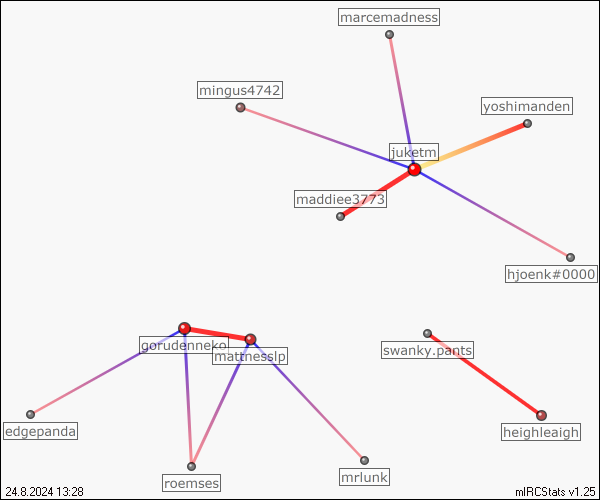 marcemadness
mingus4742
yoshimanden
juketm
maddiee3773
hjoenk#0000
gorudenneko
mattnesslp
swanky.pants
edgepanda
heighleaigh
roemses
mrlunk
24.8.2024 13:28
mIRCStats v1.25